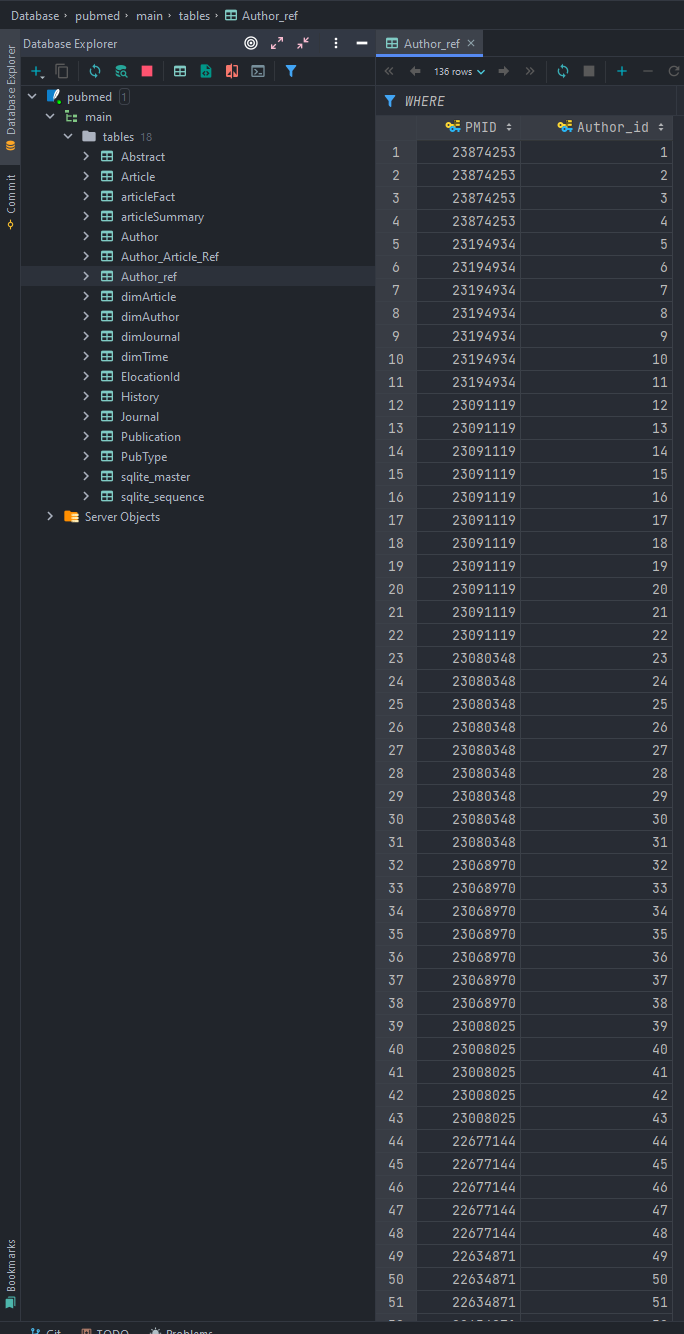 Database › pubmed › main › tables › Author_ref
Database Explorer
Author_ref ×
136 rows
WHERE
pubmed 1
main
tables 18
Abstract
Article
articleFact
articleSummary
Author
Author_Article_Ref
Author_ref
dimArticle
dimAuthor
dimJournal
dimTime
ElocationId
History
Journal
Publication
PubType
sqlite_master
sqlite_sequence
Server Objects
Database Explorer
Commit
Bookmarks
PMID Author_id
1 23874253 1
2 23874253 2
3 23874253 3
4 23874253 4
5 23194934 5
6 23194934 6
7 23194934 7
8 23194934 8
9 23194934 9
10 23194934 10
11 23194934 11
12 23091119 12
13 23091119 13
14 23091119 14
15 23091119 15
16 23091119 16
17 23091119 17
18 23091119 18
19 23091119 19
20 23091119 20
21 23091119 21
22 23091119 22
23 23080348 23
24 23080348 24
25 23080348 25
26 23080348 26
27 23080348 27
28 23080348 28
29 23080348 29
30 23080348 30
31 23080348 31
32 23068970 32
33 23068970 33
34 23068970 34
35 23068970 35
36 23068970 36
37 23068970 37
38 23068970 38
39 23008025 39
40 23008025 40
41 23008025 41
42 23008025 42
43 23008025 43
44 22677144 44
45 22677144 45
46 22677144 46
47 22677144 47
48 22677144 48
49 22634871 49
50 22634871 50
51 22634871 51
Git TODO Problems